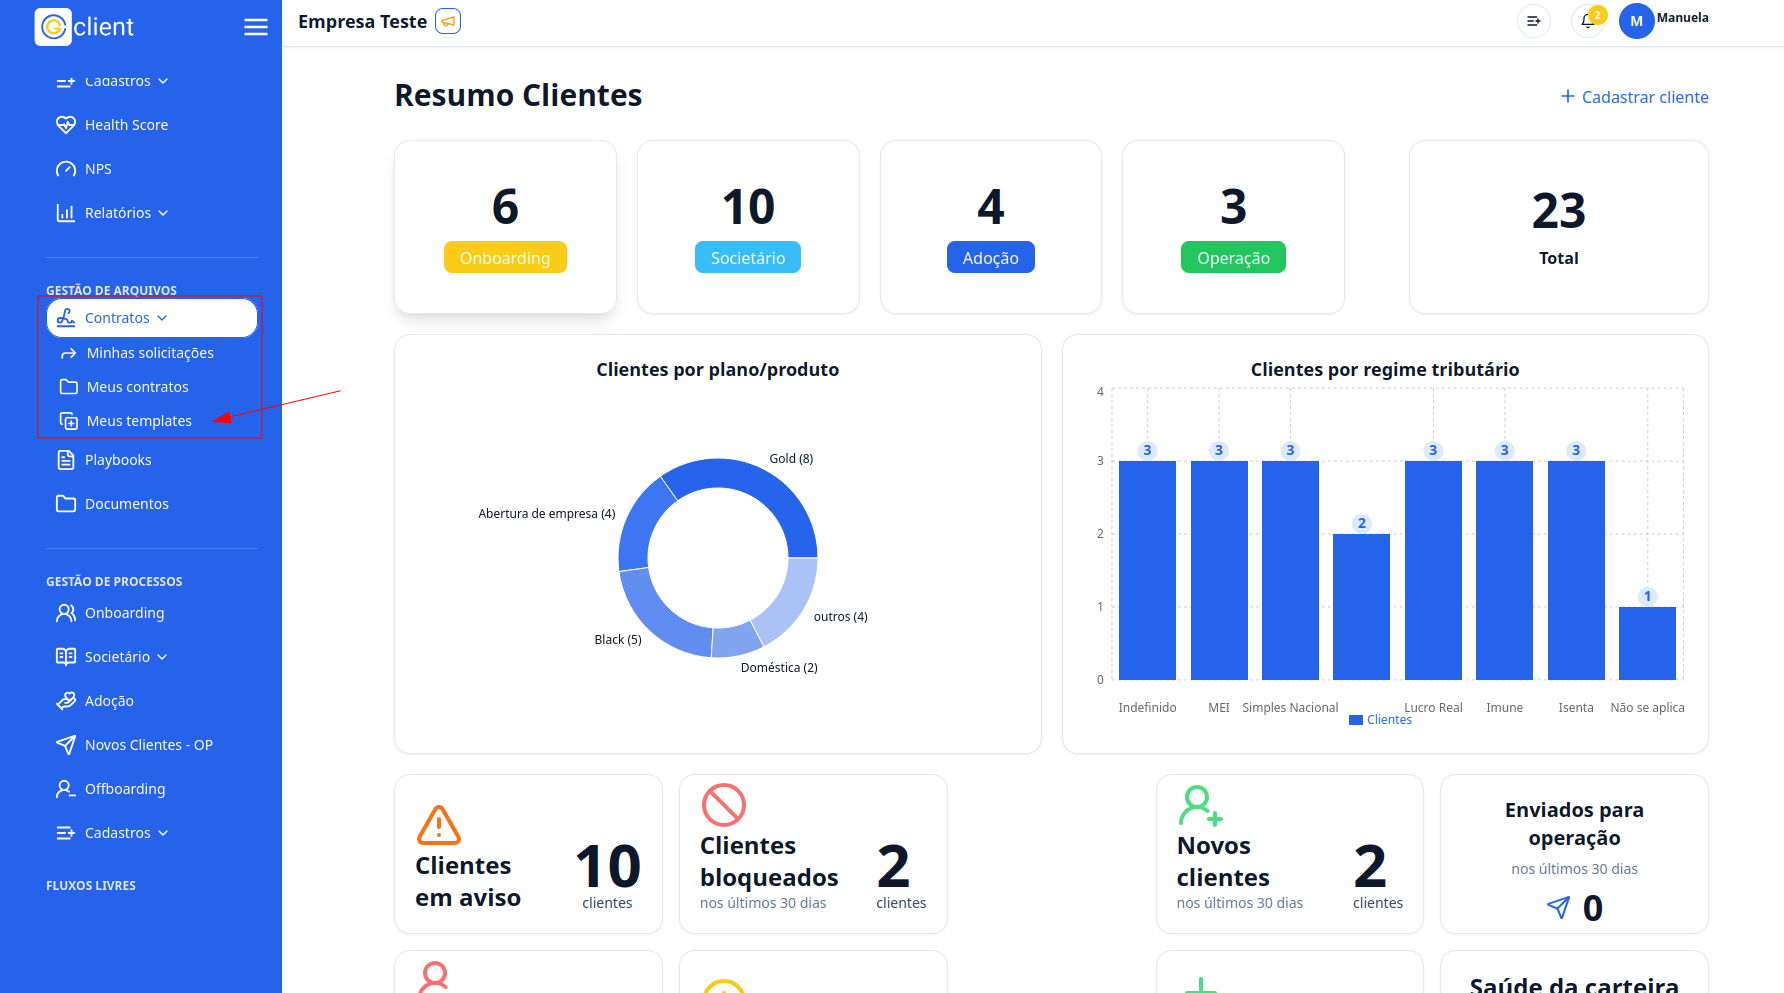 Gclient
Cadastros
Health Score
NPS
Relatórios
GESTÃO DE ARQUIVOS
Contratos
Minhas solicitações
Meus contratos
Meus templates
Playbooks
Documentos
GESTÃO DE PROCESSOS
Onboarding
Societário
Adoção
Novos Clientes - OP
Offboarding
Cadastros
FLUXOS LIVRES
Empresa Teste
2
M
Manuela
Resumo Clientes
Cadastrar cliente
6
Onboarding
10
Societário
4
Adoção
3
Operação
23
Total
Clientes por plano/produto
Gold (8)
Abertura de empresa (4)
outros (4)
Black (5)
Doméstica (2)
Clientes por regime tributário
4
3
2
1
0
3
3
3
2
3
3
3
1
Indefinido
MEI
Simples Nacional
Lucro Real
Imune
Isenta
Não se aplica
Clientes
Clientes
em aviso
10
clientes
Clientes
bloqueados
nos últimos 30 dias
2
clientes
Novos
clientes
nos últimos 30 dias
2
clientes
Enviados para
operação
nos últimos 30 dias
0
Saúde da carteira